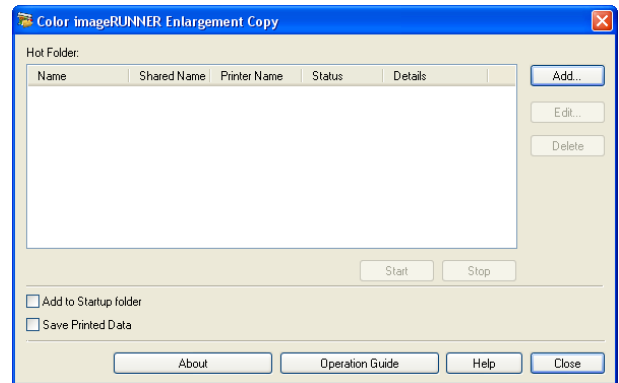 Color imageRUNNER Enlargement Copy
Hot Folder:
Name Shared Name Printer Name Status Details
Add...
Edit...
Delete
Start Stop
Add to Startup folder
Save Printed Data
About Operation Guide Help Close